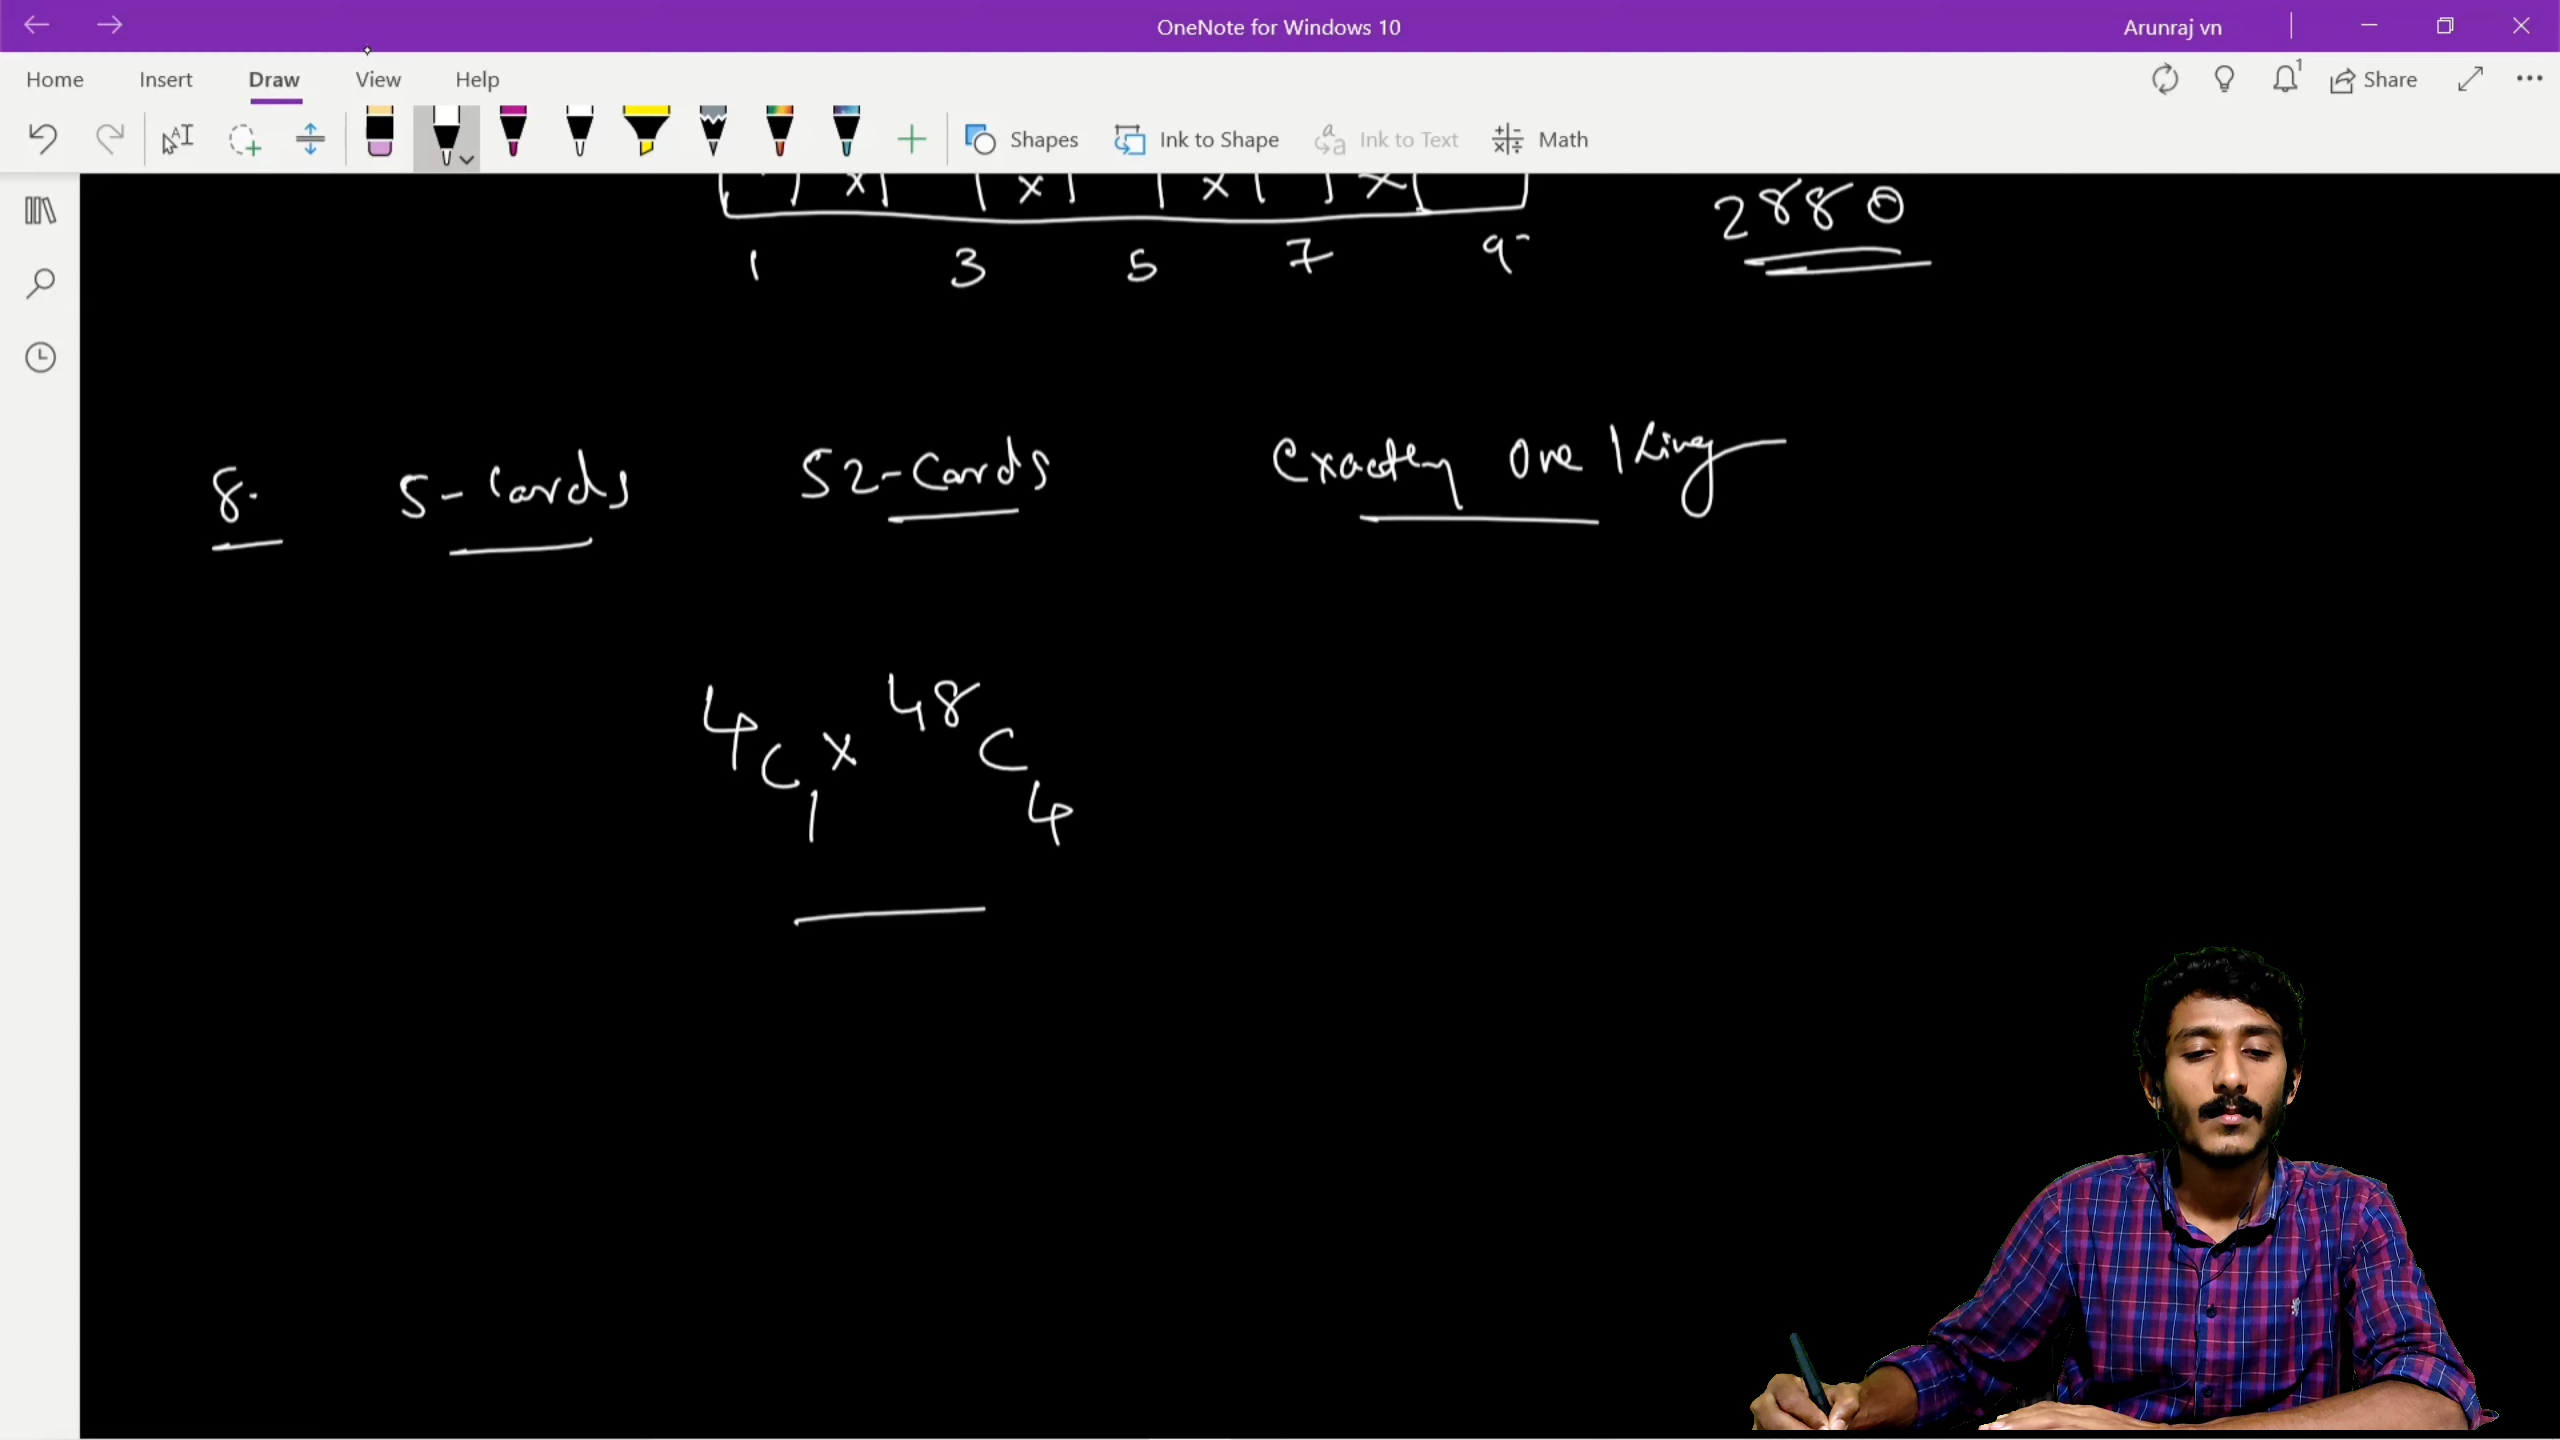 OneNote for Windows 10
Arunraj vn
Home Insert Draw View Help
1 Share
Shapes Ink to Shape Ink to Text Math
x x x x
2880
1 3 5 7 9
8. 5-Cards 52-Cards Exactly One King
4C1 x 48C4